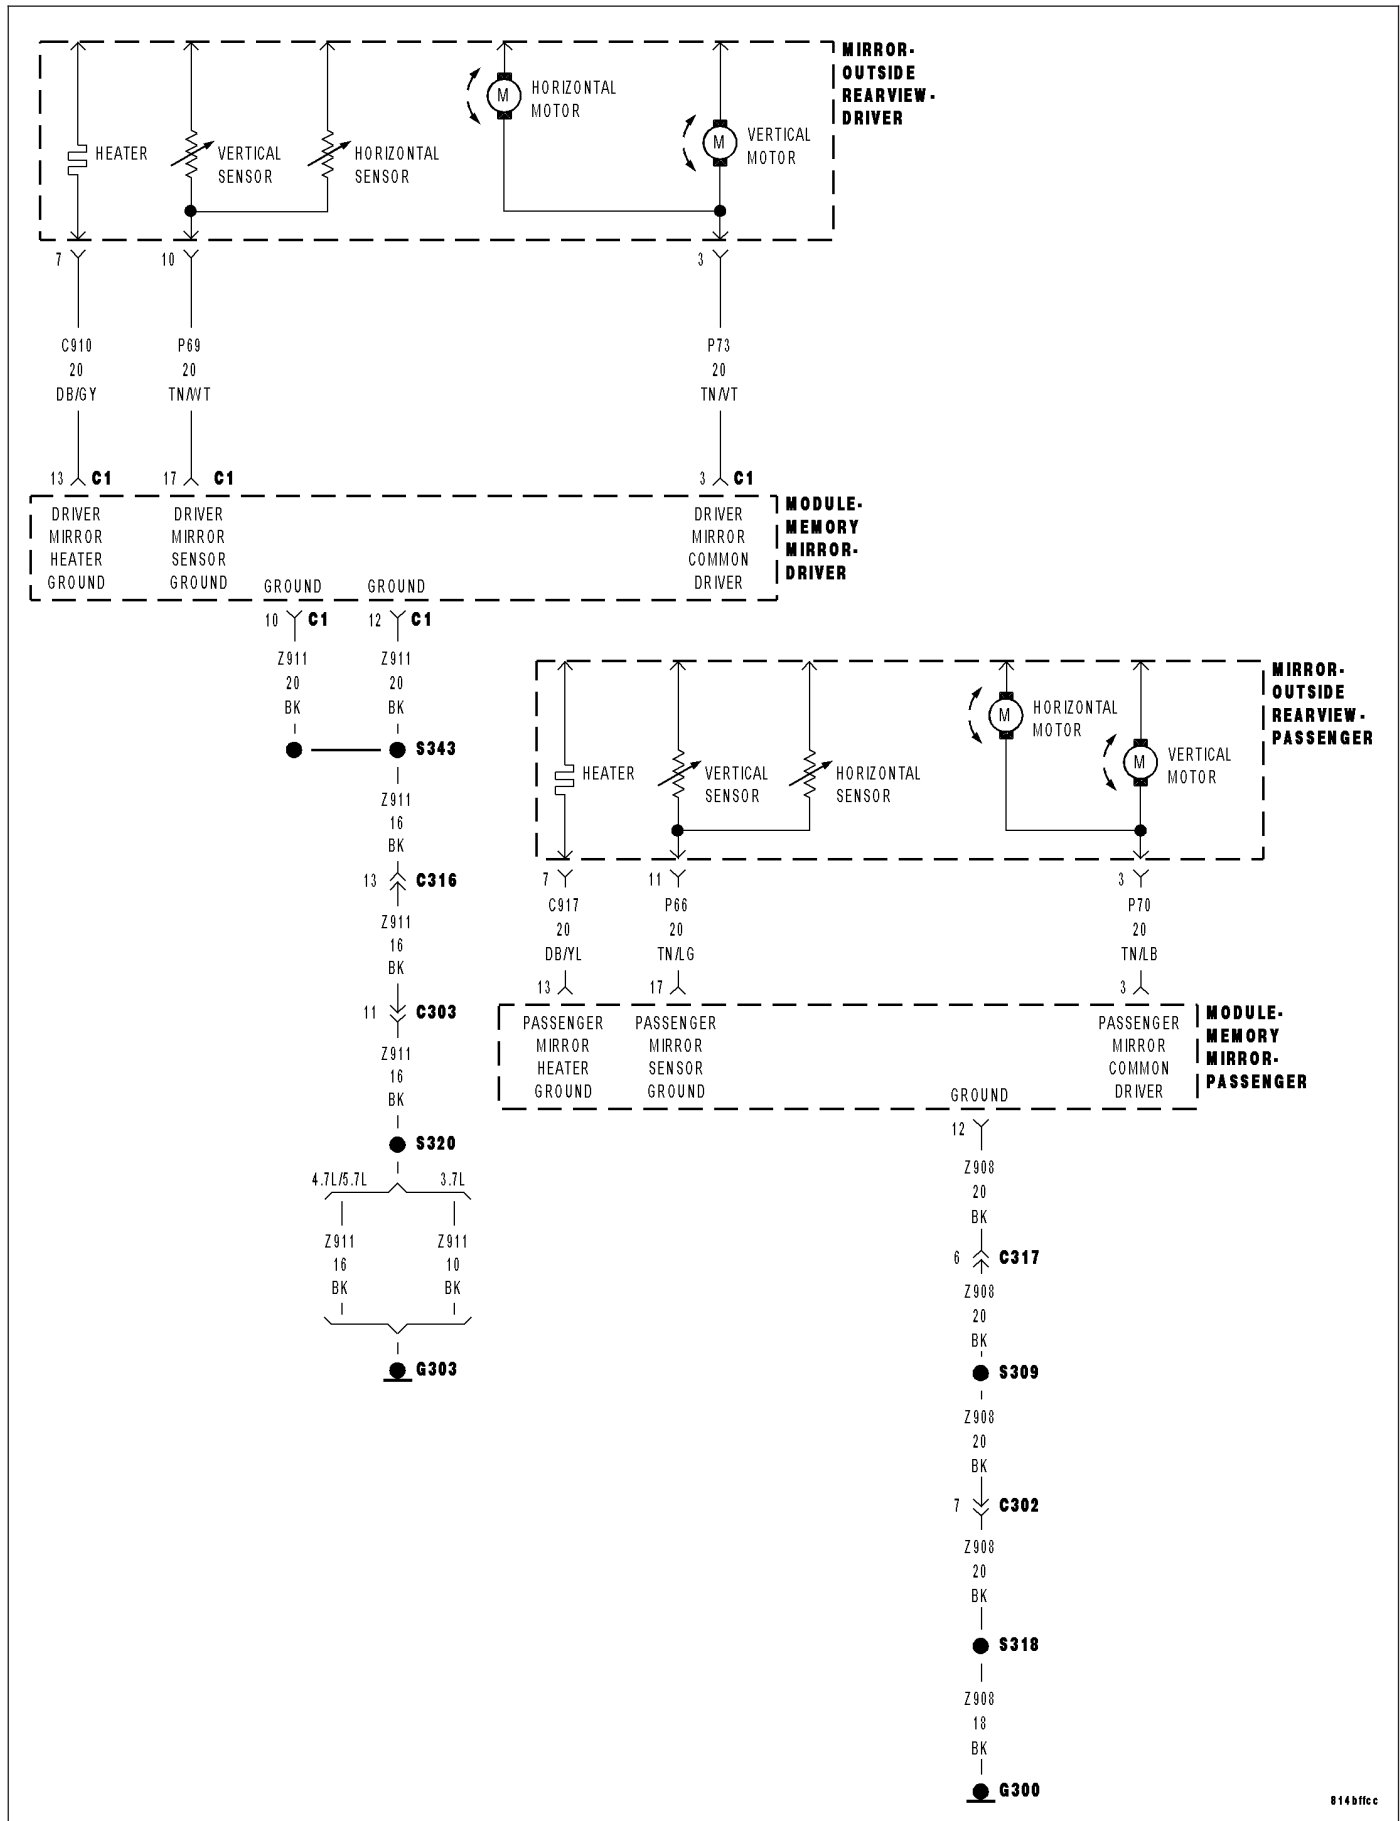 MIRROR-
OUTSIDE
REARVIEW-
DRIVER
HORIZONTAL
MOTOR
M
VERTICAL
MOTOR
M
HEATER
VERTICAL
SENSOR
HORIZONTAL
SENSOR
7
10
3
C910
20
DB/GY
P69
20
TN/WT
P73
20
TN/VT
13 C1
17 C1
3 C1
DRIVER
MIRROR
HEATER
GROUND
DRIVER
MIRROR
SENSOR
GROUND
GROUND
GROUND
DRIVER
MIRROR
COMMON
DRIVER
MODULE-
MEMORY
MIRROR-
DRIVER
10 C1
12 C1
Z911
20
BK
Z911
20
BK
S343
Z911
16
BK
13 C316
Z911
16
BK
11 C303
Z911
16
BK
S320
4.7L/5.7L
3.7L
Z911
16
BK
Z911
10
BK
G303
MIRROR-
OUTSIDE
REARVIEW-
PASSENGER
M
HORIZONTAL
MOTOR
M
VERTICAL
MOTOR
HEATER
VERTICAL
SENSOR
HORIZONTAL
SENSOR
7
11
3
C917
20
DB/YL
P66
20
TN/LG
P70
20
TN/LB
13
17
3
PASSENGER
MIRROR
HEATER
GROUND
PASSENGER
MIRROR
SENSOR
GROUND
GROUND
PASSENGER
MIRROR
COMMON
DRIVER
MODULE-
MEMORY
MIRROR-
PASSENGER
12
Z908
20
BK
6 C317
Z908
20
BK
S309
Z908
20
BK
7 C302
Z908
20
BK
S318
Z908
18
BK
G300
814bffcc